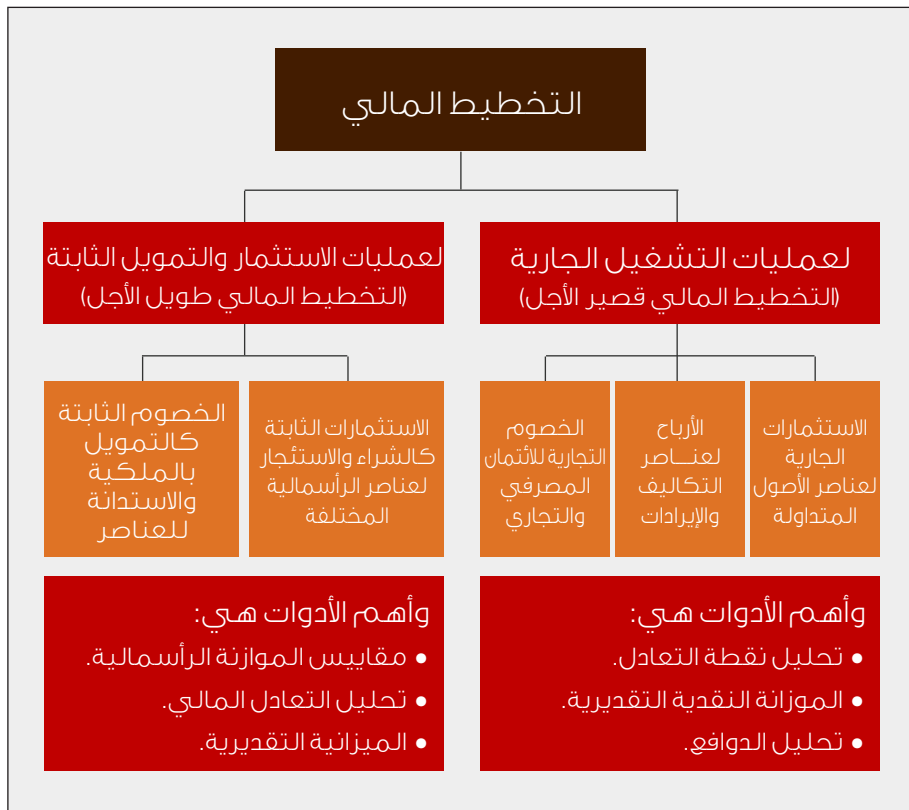 التخطيط المالي
لعمليات التشغيل الجارية
(التخطيط المالي قصير الأجل)
لعمليات الاستثمار والتمويل الثابتة
(التخطيط المالي طويل الأجل)
الاستثمارات
الجارية
لعناصر الأصول
المتداولة
الأرباح
لعنـــاصر
التكاليف
والإيرادات
الخصوم
التجارية للأئتمان
المصرفي
والتجاري
الاستثمارات الثابتة
كالشراء والاستئجار
لعناصر الرأسمالية
المختلفة
الخصوم الثابتة
كالتمويل
بالملكية
والاستدانة
للعناصر
وأهم الأدوات هي:
• تحليل نقطة التعادل.
• الموزانة النقدية التقديرية.
• تحليل الدوافع.
وأهم الأدوات هي:
• مقاييس الموازنة الرأسمالية.
• تحليل التعادل المالي.
• الميزانية التقديرية.